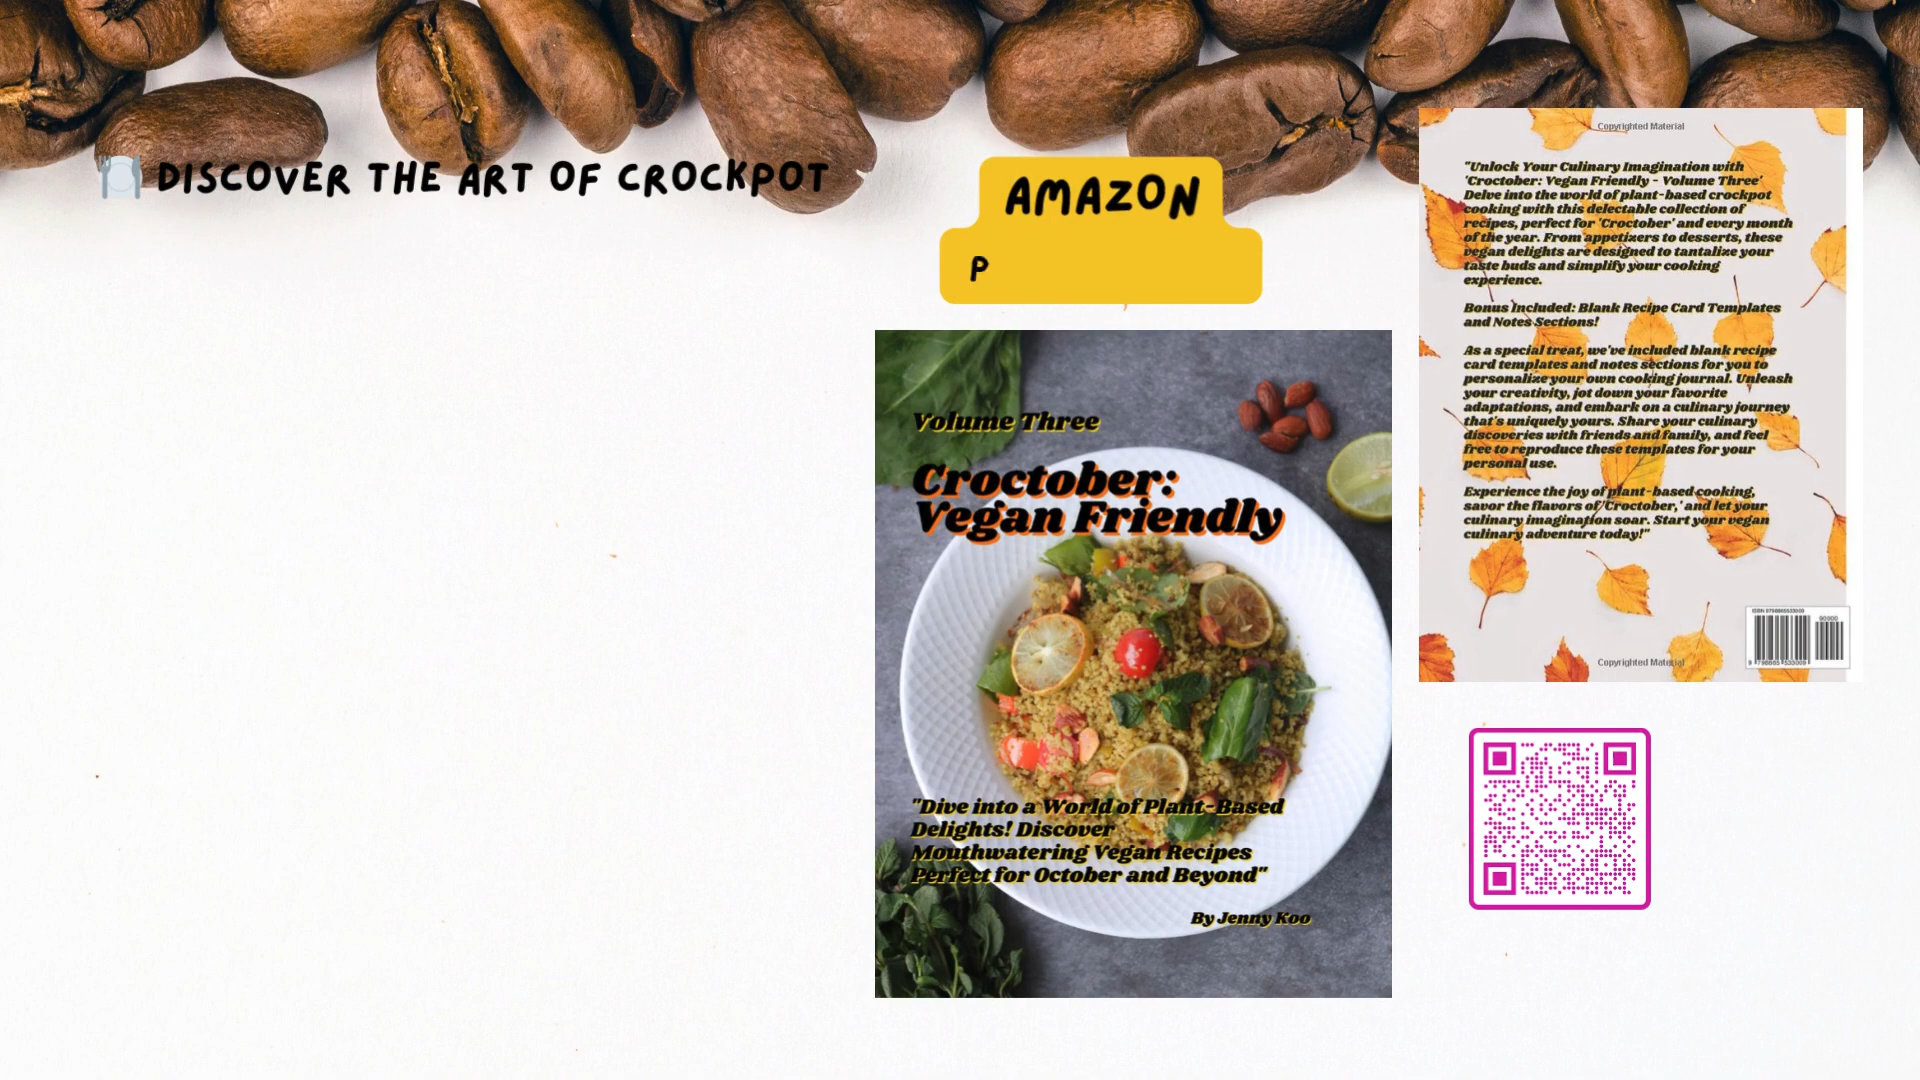 🍽️ DISCOVER THE ART OF CROCKPOT
AMAZON
P
Volume Three
Croctober:
Vegan Friendly
"Dive into a World of Plant-Based
Delights! Discover
Mouthwatering Vegan Recipes
Perfect for October and Beyond"
By Jenny Koo
Copyrighted Material
"Unlock Your Culinary Imagination with
'Croctober: Vegan Friendly - Volume Three'
Delve into the world of plant-based crockpot
cooking with this delectable collection of
recipes, perfect for 'Croctober' and every month
of the year. From appetizers to desserts, these
vegan delights are designed to tantalize your
taste buds and simplify your cooking
experience.
Bonus Included: Blank Recipe Card Templates
and Notes Sections!
As a special treat, we've included blank recipe
card templates and notes sections for you to
personalize your own cooking journal. Unleash
your creativity, jot down your favorite
adaptations, and embark on a culinary journey
that's uniquely yours. Share your culinary
discoveries with friends and family, and feel
free to reproduce these templates for your
personal use.
Experience the joy of plant-based cooking,
savor the flavors of 'Croctober,' and let your
culinary imagination soar. Start your vegan
culinary adventure today!"
ISBN 9798865533009
90000
9 798865 533009
Copyrighted Material